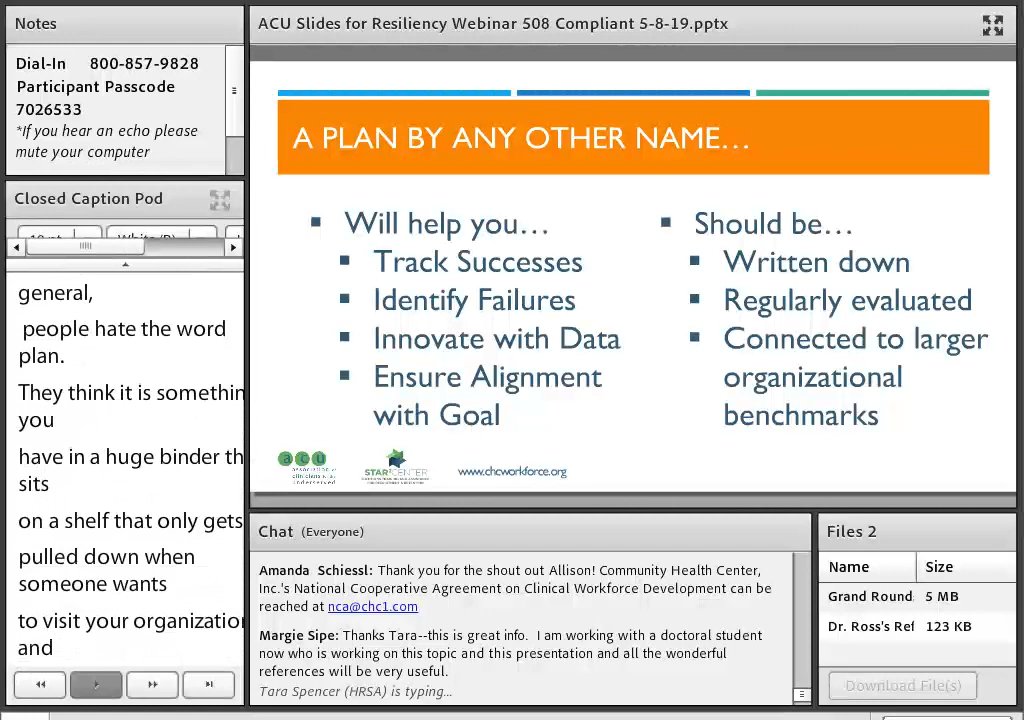 Notes
Dial-In 800-857-9828
Participant Passcode
7026533
*If you hear an echo please
mute your computer
Closed Caption Pod
general,
people hate the word
plan.
They think it is somethin
you
have in a huge binder th
sits
on a shelf that only gets
pulled down when
someone wants
to visit your organization
and
ACU Slides for Resiliency Webinar 508 Compliant 5-8-19.pptx
A PLAN BY ANY OTHER NAME…
Will help you…
Track Successes
Identify Failures
Innovate with Data
Ensure Alignment
with Goal
Should be…
Written down
Regularly evaluated
Connected to larger
organizational
benchmarks
acu
association of
clinicians for the
underserved
STAR²CENTER
www.chcworkforce.org
Chat (Everyone)
Amanda Schiessl: Thank you for the shout out Allison! Community Health Center,
Inc.'s National Cooperative Agreement on Clinical Workforce Development can be
reached at nca@chc1.com
Margie Sipe: Thanks Tara--this is great info. I am working with a doctoral student
now who is working on this topic and this presentation and all the wonderful
references will be very useful.
Tara Spencer (HRSA) is typing...
Files 2
Name Size
Grand Round 5 MB
Dr. Ross's Ref 123 KB
Download File(s)